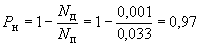 Pн = 1 − Nд/Nп = 1 − 0,001/0,033 = 0,97